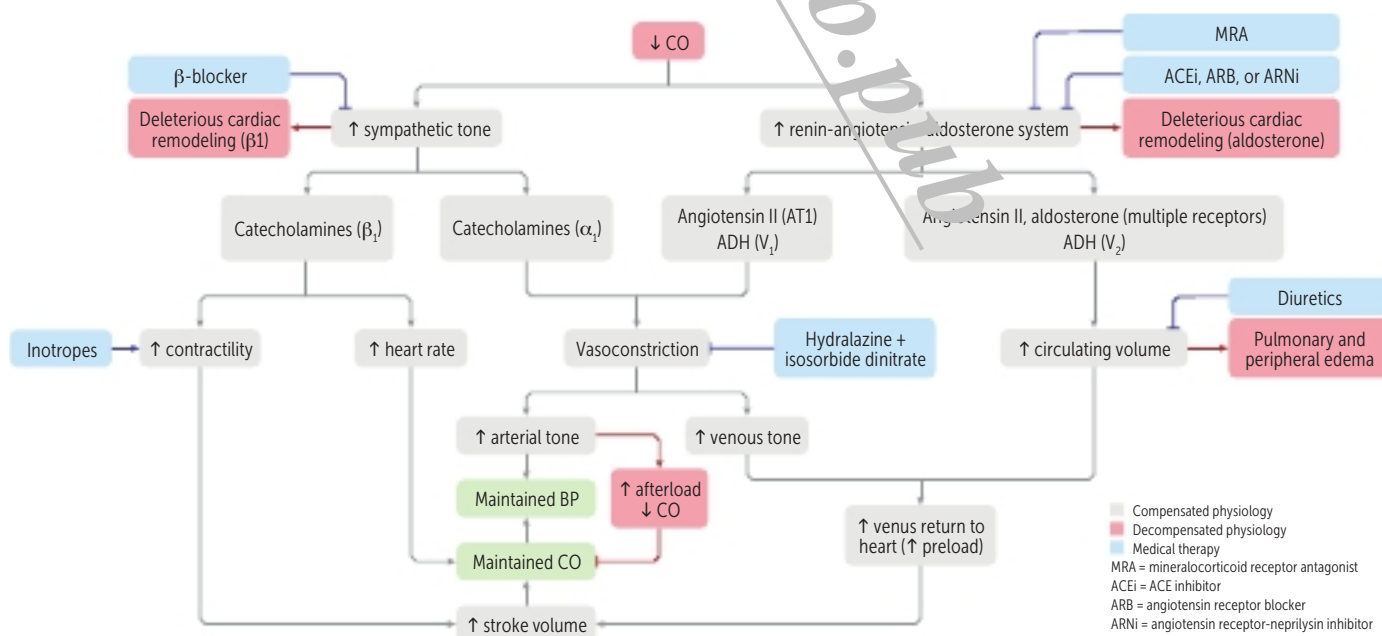 ↓ CO
MRA
β-blocker
ACEi, ARB, or ARNi
Deleterious cardiac
remodeling (β1)
↑ sympathetic tone
↑ renin-angiotensin-aldosterone system
Deleterious cardiac
remodeling (aldosterone)
Catecholamines (β₁)
Catecholamines (α₁)
Angiotensin II (AT1)
ADH (V₁)
Angiotensin II, aldosterone (multiple receptors)
ADH (V₂)
Diuretics
Inotropes
↑ contractility
↑ heart rate
Vasoconstriction
Hydralazine +
isosorbide dinitrate
↑ circulating volume
Pulmonary and
peripheral edema
↑ arterial tone
↑ venous tone
Maintained BP
↑ afterload
↓ CO
↑ venus return to
heart (↑ preload)
Maintained CO
↑ stroke volume
Compensated physiology
Decompensated physiology
Medical therapy
MRA = mineralocorticoid receptor antagonist
ACEi = ACE inhibitor
ARB = angiotensin receptor blocker
ARNi = angiotensin receptor-neprilysin inhibitor
b.pub